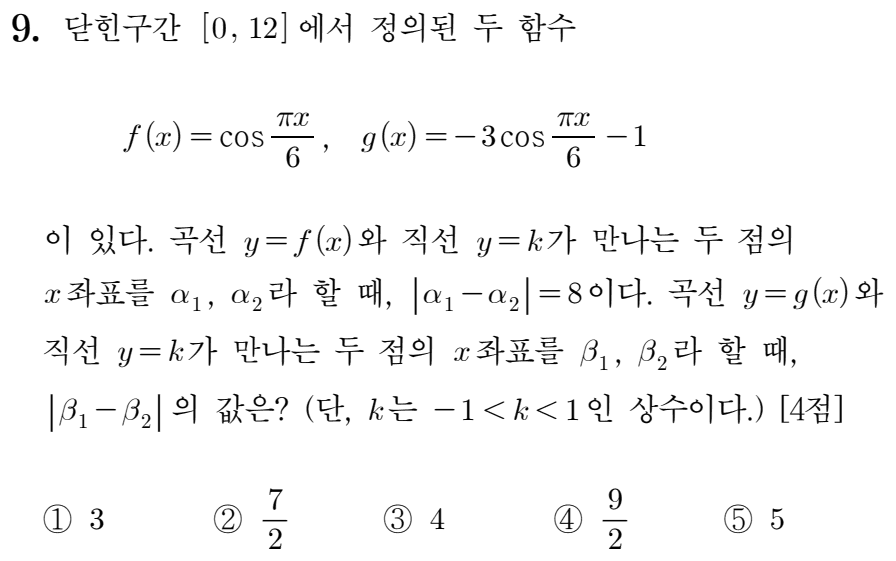 9. 닫힌구간 [0, 12]에서 정의된 두 함수
f(x)=cos πx/6, g(x)=−3cos πx/6 −1
이 있다. 곡선 y=f(x)와 직선 y=k가 만나는 두 점의
x좌표를 α₁, α₂라 할 때, |α₁−α₂|=8이다. 곡선 y=g(x)와
직선 y=k가 만나는 두 점의 x좌표를 β₁, β₂라 할 때,
|β₁−β₂|의 값은? (단, k는 −1<k<1인 상수이다.) [4점]
① 3 ② 7/2 ③ 4 ④ 9/2 ⑤ 5